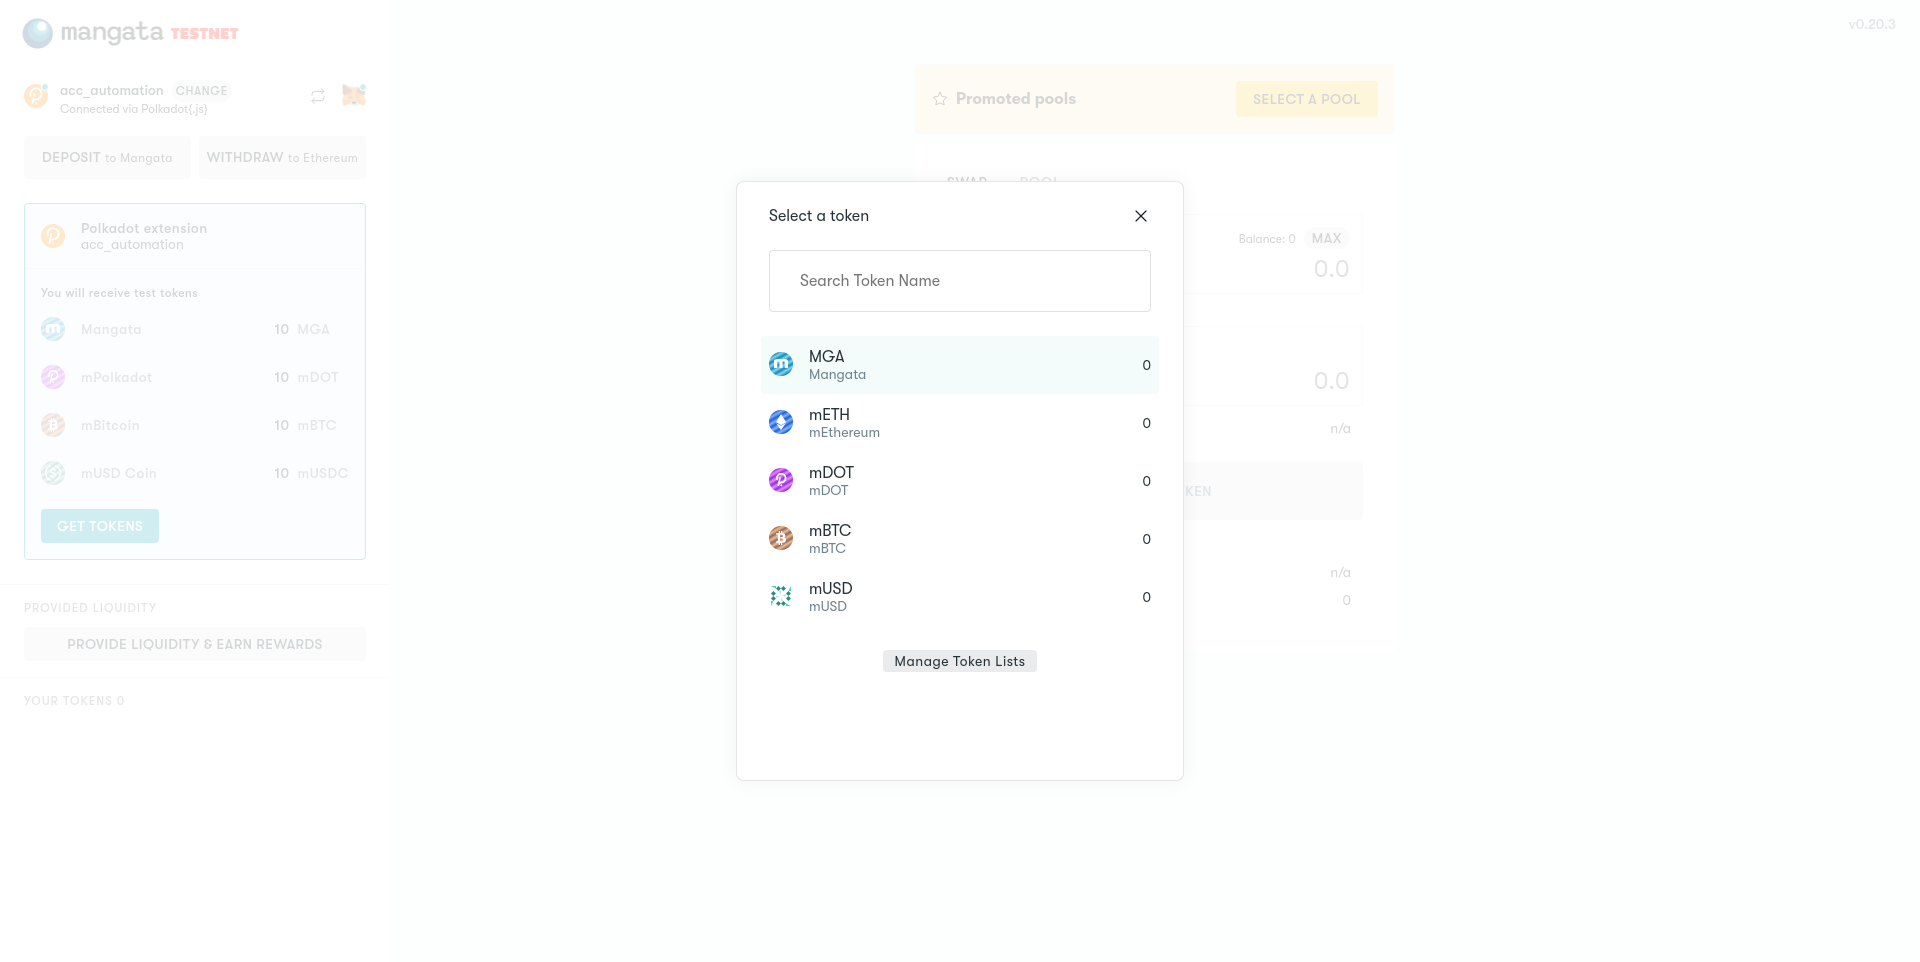 mangata TESTNET
v0.20.3
acc_automation CHANGE
Connected via Polkadot{.js}
DEPOSIT to Mangata
WITHDRAW to Ethereum
Polkadot extension
acc_automation
You will receive test tokens
Mangata 10 MGA
mPolkadot 10 mDOT
mBitcoin 10 mBTC
mUSD Coin 10 mUSDC
GET TOKENS
PROVIDED LIQUIDITY
PROVIDE LIQUIDITY & EARN REWARDS
YOUR TOKENS 0
Promoted pools
SELECT A POOL
SWAP POOL
Balance: 0 MAX
0.0
0.0
n/a
KEN
n/a
0
Select a token
Search Token Name
MGA
Mangata
0
mETH
mEthereum
0
mDOT
mDOT
0
mBTC
mBTC
0
mUSD
mUSD
0
Manage Token Lists